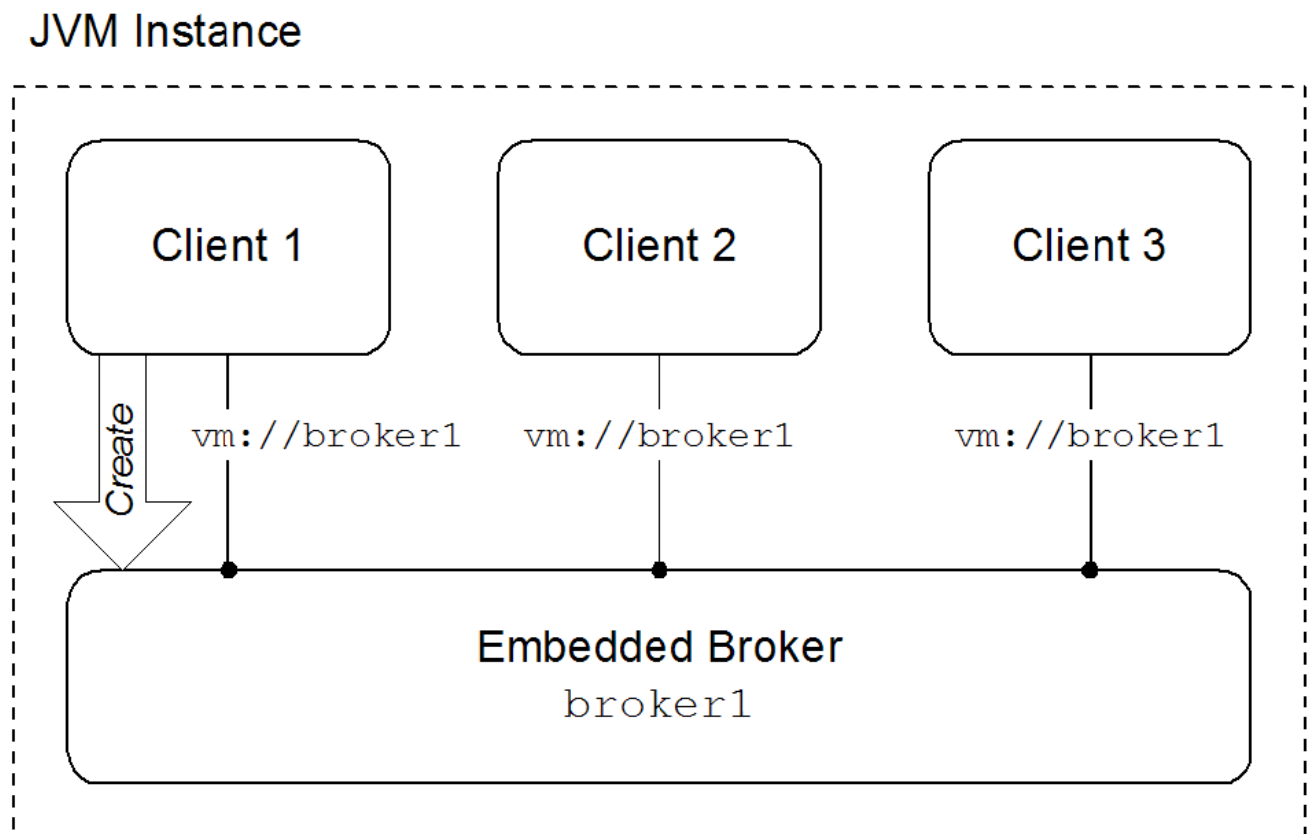 JVM Instance
Client 1
Client 2
Client 3
Create
vm://broker1
vm://broker1
vm://broker1
Embedded Broker
broker1